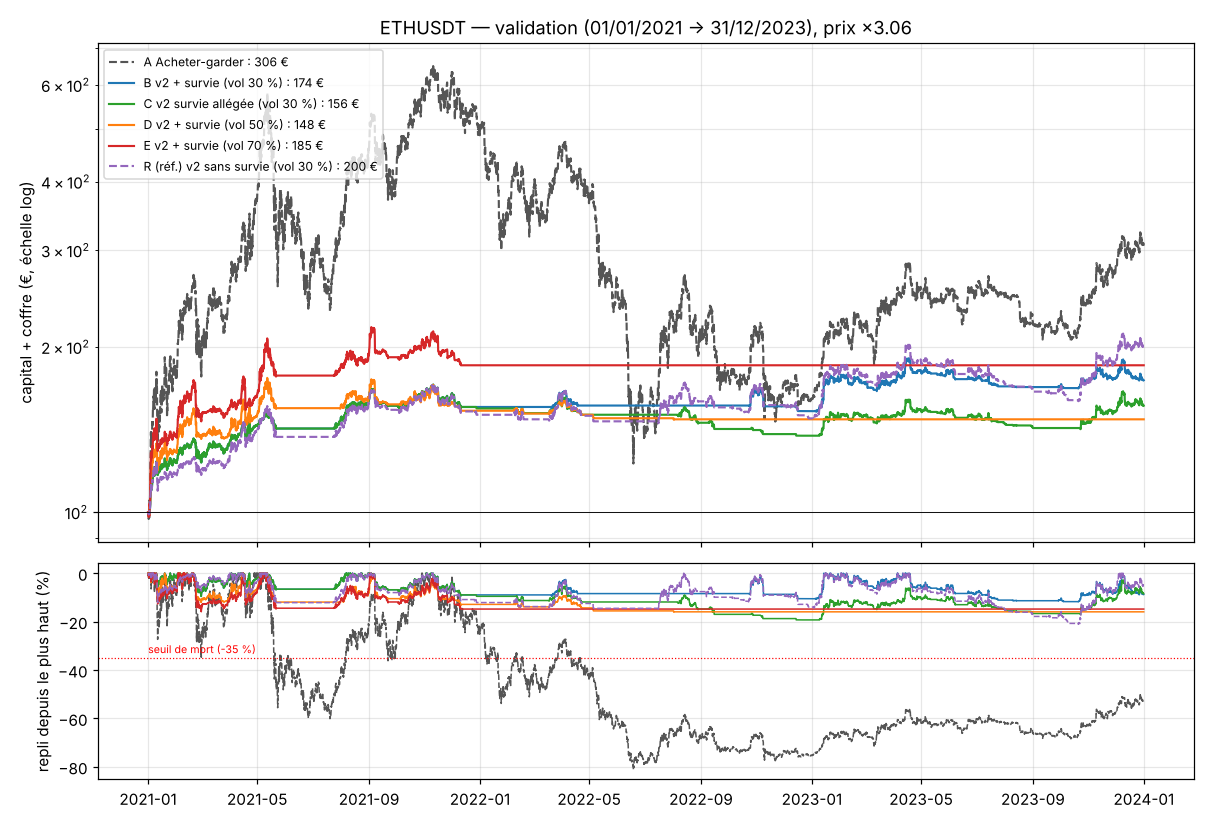 ETHUSDT — validation (01/01/2021 → 31/12/2023), prix ×3.06
A Acheter-garder : 306 €
B v2 + survie (vol 30 %) : 174 €
C v2 survie allégée (vol 30 %) : 156 €
D v2 + survie (vol 50 %) : 148 €
E v2 + survie (vol 70 %) : 185 €
R (réf.) v2 sans survie (vol 30 %) : 200 €
capital + coffre (€, échelle log)
6 × 10²
4 × 10²
3 × 10²
2 × 10²
10²
repli depuis le plus haut (%)
0
−20
−40
−60
−80
seuil de mort (-35 %)
2021-01
2021-05
2021-09
2022-01
2022-05
2022-09
2023-01
2023-05
2023-09
2024-01